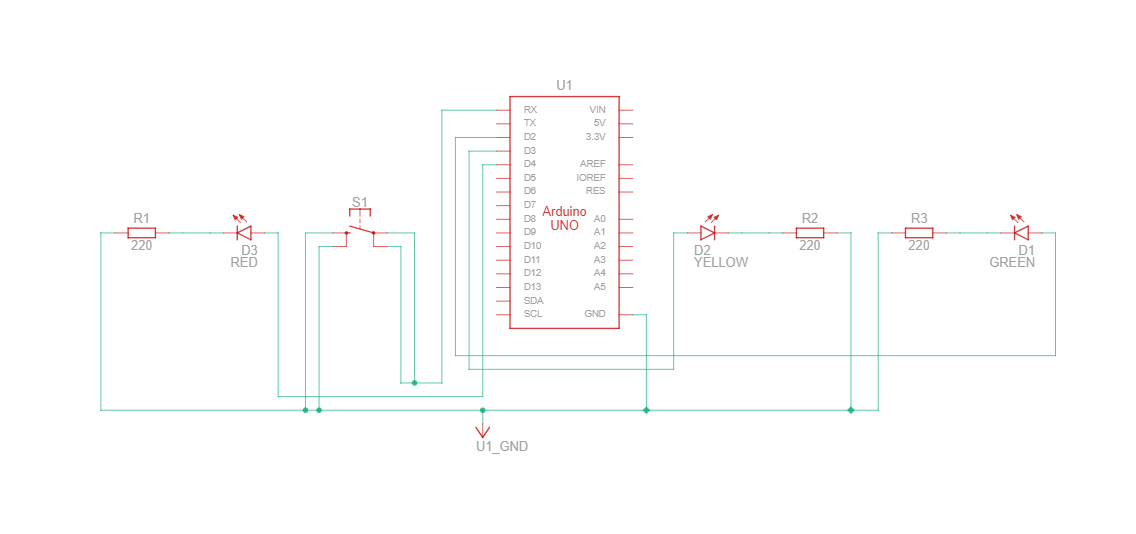 U1
RX VIN
TX 5V
D2 3.3V
D3
D4 AREF
D5 IOREF
D6 RES
D7
Arduino
UNO
D8 A0
D9 A1
D10 A2
D11 A3
D12 A4
D13 A5
SDA
SCL GND
R1
220
D3
RED
S1
D2
YELLOW
R2
220
R3
220
D1
GREEN
U1_GND